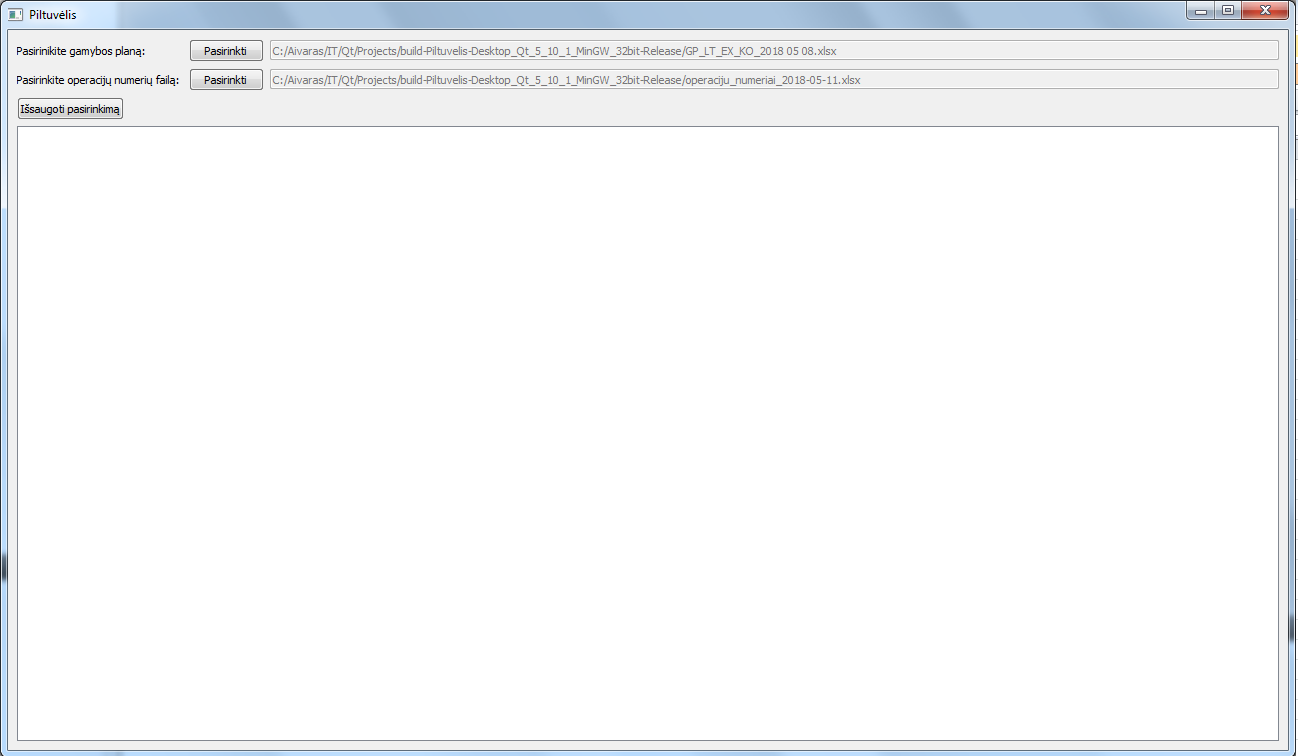 Piltuvėlis
Pasirinikite gamybos planą: Pasirinkti C:/Aivaras/IT/Qt/Projects/build-Piltuvelis-Desktop_Qt_5_10_1_MinGW_32bit-Release/GP_LT_EX_KO_2018 05 08.xlsx
Pasirinkite operacijų numerių failą: Pasirinkti C:/Aivaras/IT/Qt/Projects/build-Piltuvelis-Desktop_Qt_5_10_1_MinGW_32bit-Release/operaciju_numeriai_2018-05-11.xlsx
Išsaugoti pasirinkimą